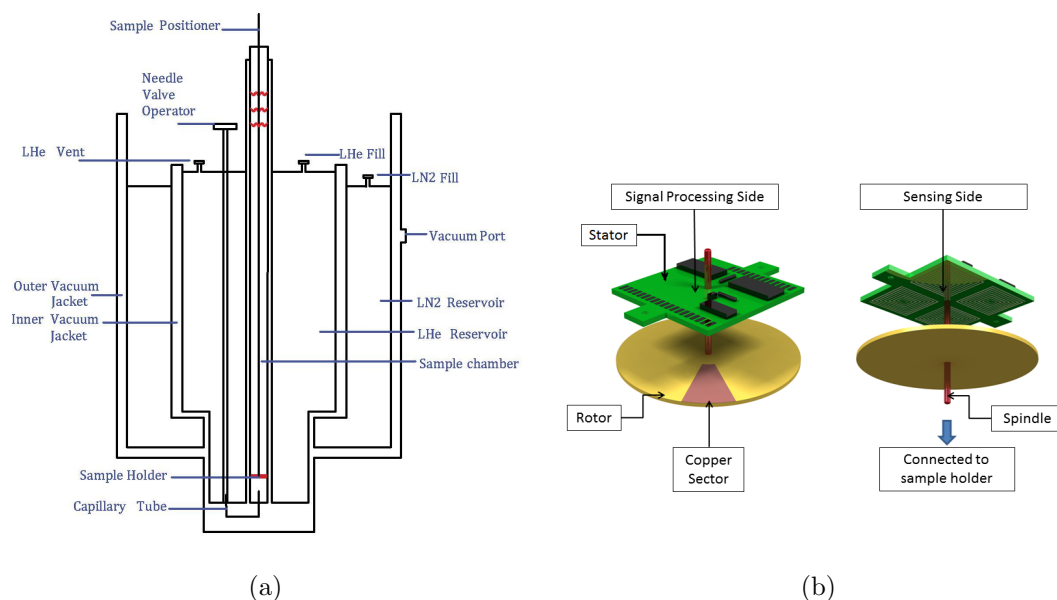 Sample Positioner
Needle
Valve
Operator
LHe Vent
LHe Fill
LN2 Fill
Vacuum Port
Outer Vacuum
Jacket
Inner Vacuum
Jacket
LN2 Reservoir
LHe Reservoir
Sample chamber
Sample Holder
Capillary Tube
(a)
Signal Processing Side
Sensing Side
Stator
Rotor
Copper
Sector
Spindle
Connected to
sample holder
(b)